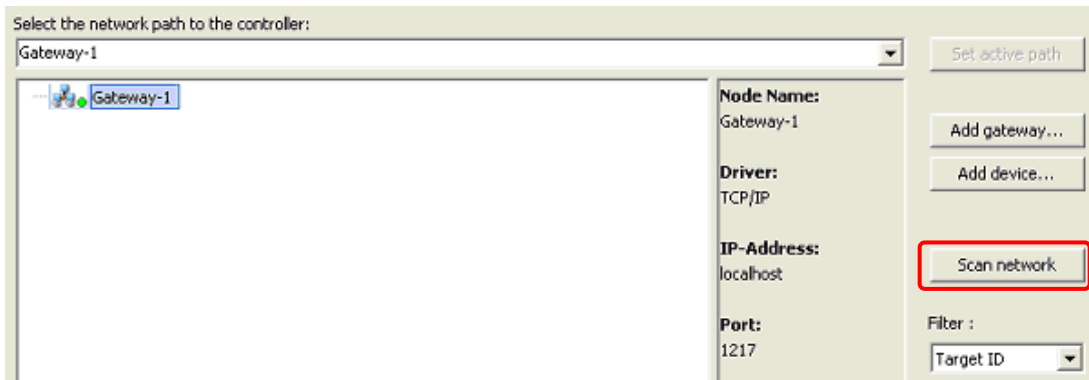 Select the network path to the controller:
Gateway-1
Set active path
Gateway-1
Node Name:
Gateway-1
Driver:
TCP/IP
IP-Address:
localhost
Port:
1217
Add gateway...
Add device...
Scan network
Filter :
Target ID